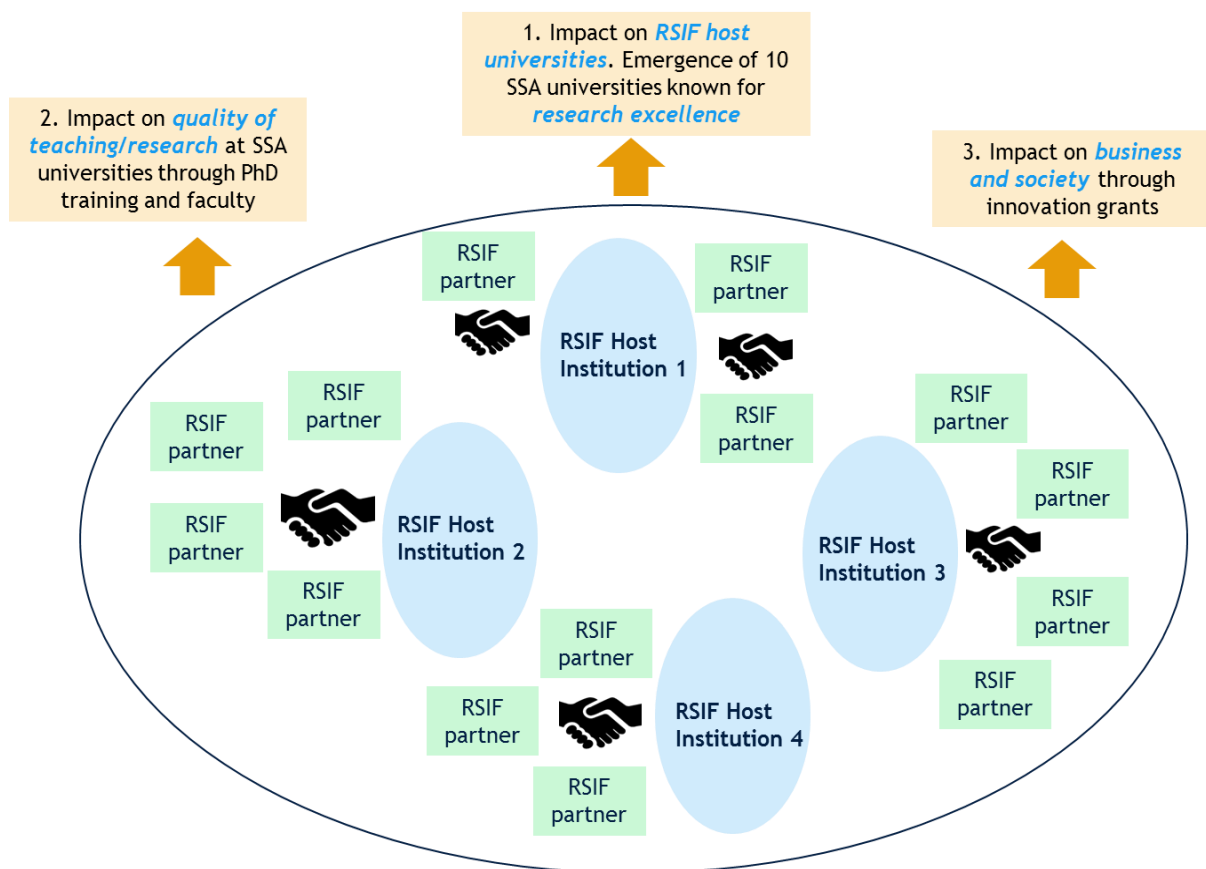 1. Impact on RSIF host
universities. Emergence of 10
SSA universities known for
research excellence
2. Impact on quality of
teaching/research at SSA
universities through PhD
training and faculty
3. Impact on business
and society through
innovation grants
RSIF
partner
RSIF
partner
RSIF Host
Institution 1
RSIF
partner
RSIF
partner
RSIF
partner
RSIF
partner
RSIF
partner
RSIF Host
Institution 2
RSIF
partner
RSIF
partner
RSIF Host
Institution 3
RSIF
partner
RSIF
partner
RSIF
partner
RSIF
partner
RSIF
partner
RSIF Host
Institution 4
RSIF
partner